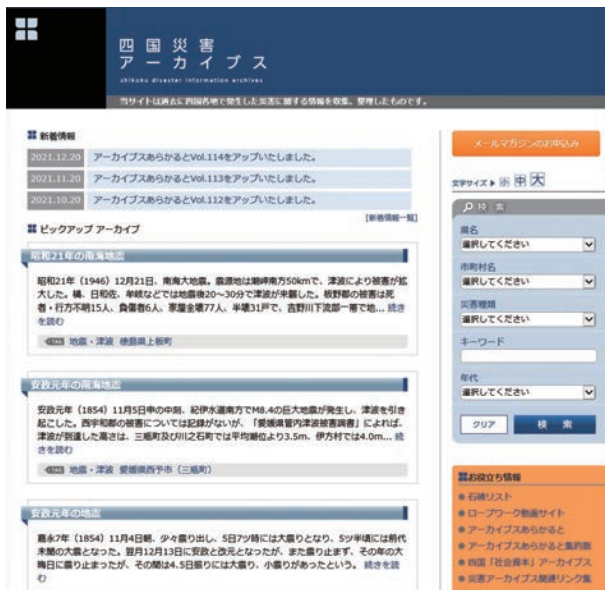 四国災害
アーカイブス
shikoku disaster information archives
当サイトは過去に四国各地で発生した災害に関する情報を収集、整理したものです。
新着情報
2021.12.20 アーカイブスあらかるとVol.114をアップいたしました。
2021.11.20 アーカイブスあらかるとVol.113をアップいたしました。
2021.10.20 アーカイブスあらかるとVol.112をアップいたしました。
[新着情報一覧]
ピックアップ アーカイブ
昭和21年の南海地震
昭和21年（1946）12月21日、南海大地震。震源地は潮岬南方50kmで、津波により被害が拡
大した。橘、日和佐、牟岐などでは地震後20～30分で津波が来襲した。板野郡の被害は死
者・行方不明15人、負傷者6人、家屋全壊77人、半壊31戸で、吉野川下流部一帯で地... 続き
を読む
TAG 地震・津波 徳島県上板町
安政元年の南海地震
安政元年（1854）11月5日申の中刻、紀伊水道南方でM8.4の巨大地震が発生し、津波を引き
起こした。西宇和郡の被害については記録がないが、「愛媛県管内津波被害調書」によれば、
津波が到達した高さは、三瓶町及び川之石町では平均潮位より3.5m、伊方村では4.0m... 続
きを読む
TAG 地震・津波 愛媛県西予市（三瓶町）
安政元年の地震
嘉永7年（1854）11月4日朝、少々震り出し、5日7ツ時には大震りとなり、5ツ半頃には前代
未聞の大震となった。翌月12月13日に安政と改元となったが、また震り止まず、その年の大
晦日に震り止まったが、その間は4.5日振りには大震り、小震りがあったという。 続きを読
む
メールマガジンのお申込み
文字サイズ 小 中 大
検 索
県名
選択してください
市町村名
選択してください
災害種類
選択してください
キーワード
年代
選択してください
クリア 検 索
お役立ち情報
石碑リスト
ロープワーク動画サイト
アーカイブスあらかると
アーカイブスあらかると集約版
四国「社会資本」アーカイブス
災害アーカイブス関連リンク集